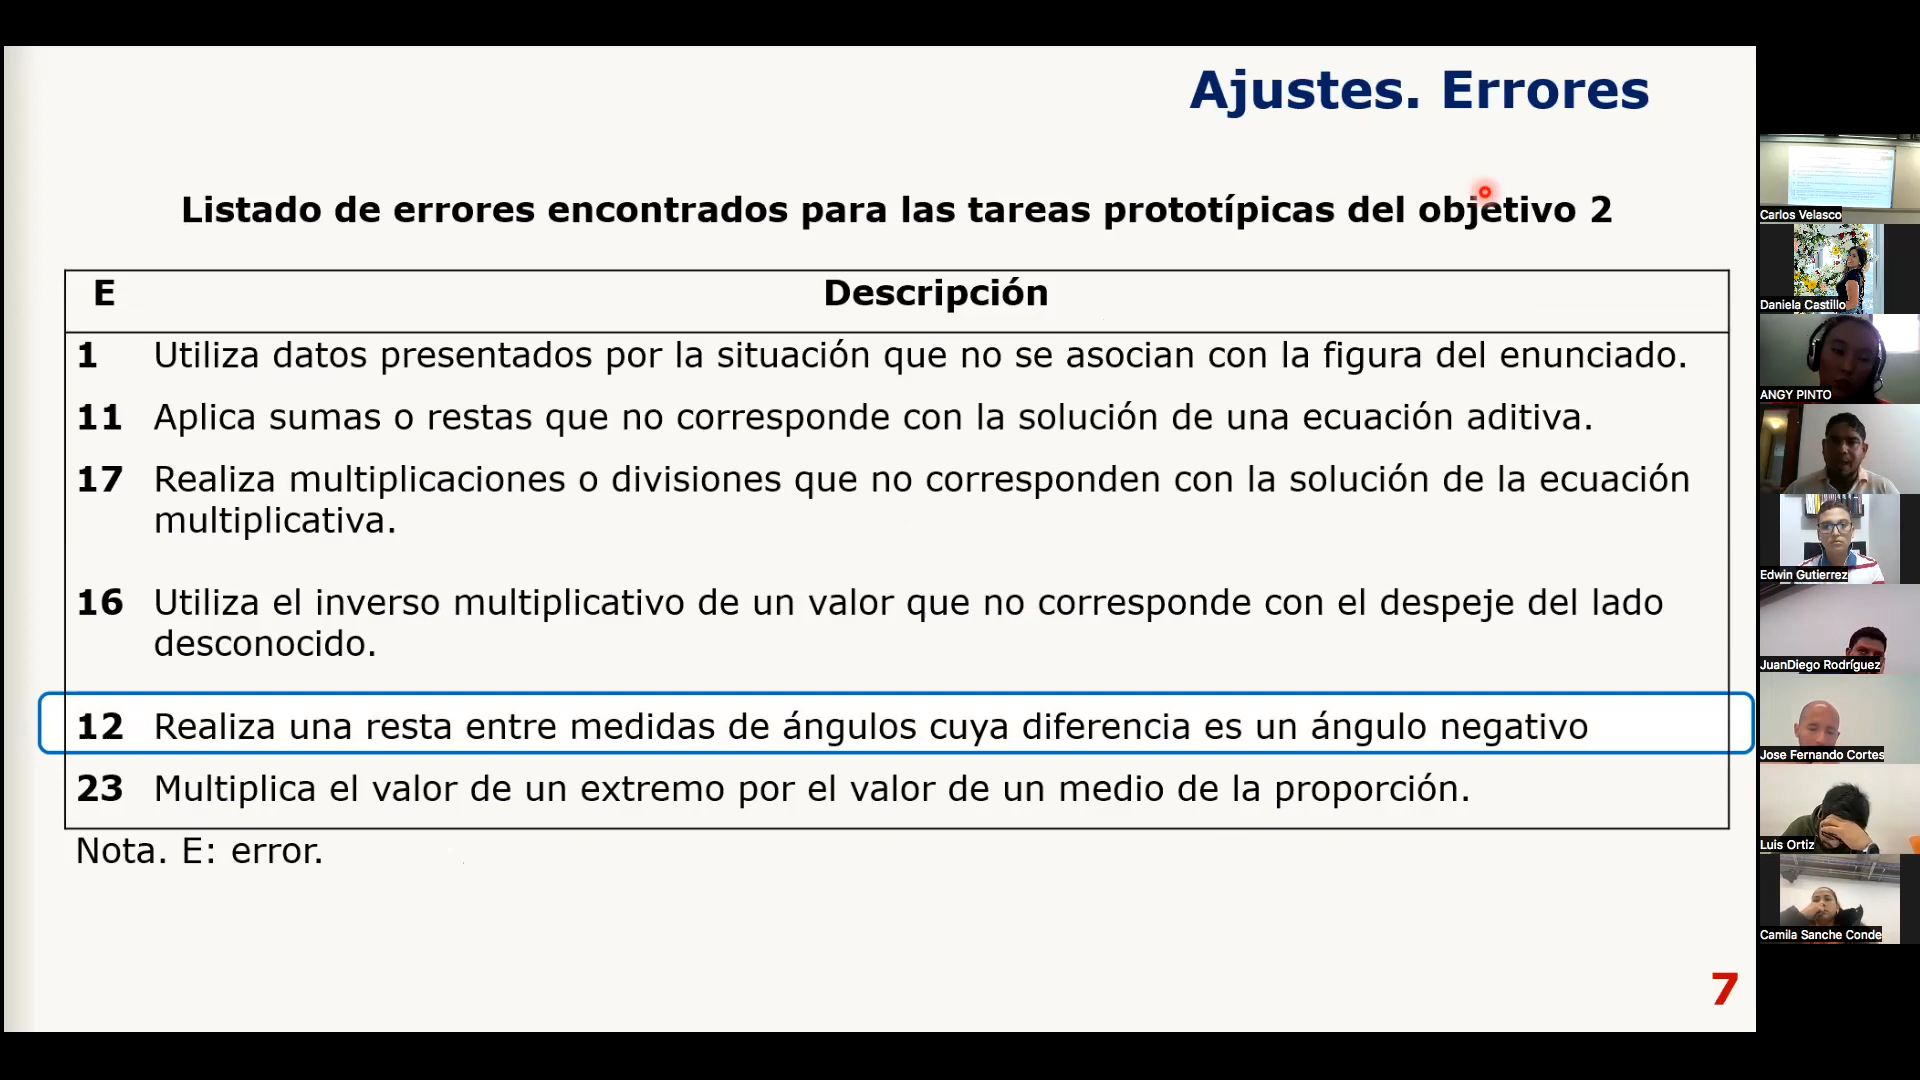 Ajustes. Errores
Listado de errores encontrados para las tareas prototípicas del objetivo 2
E Descripción
1 Utiliza datos presentados por la situación que no se asocian con la figura del enunciado.
11 Aplica sumas o restas que no corresponde con la solución de una ecuación aditiva.
17 Realiza multiplicaciones o divisiones que no corresponden con la solución de la ecuación
multiplicativa.
16 Utiliza el inverso multiplicativo de un valor que no corresponde con el despeje del lado
desconocido.
12 Realiza una resta entre medidas de ángulos cuya diferencia es un ángulo negativo
23 Multiplica el valor de un extremo por el valor de un medio de la proporción.
Nota. E: error.
7
Carlos Velasco
Daniela Castillo
ANGY PINTO
Edwin Gutierrez
JuanDiego Rodríguez
Jose Fernando Cortes
Luis Ortiz
Camila Sanche Conde